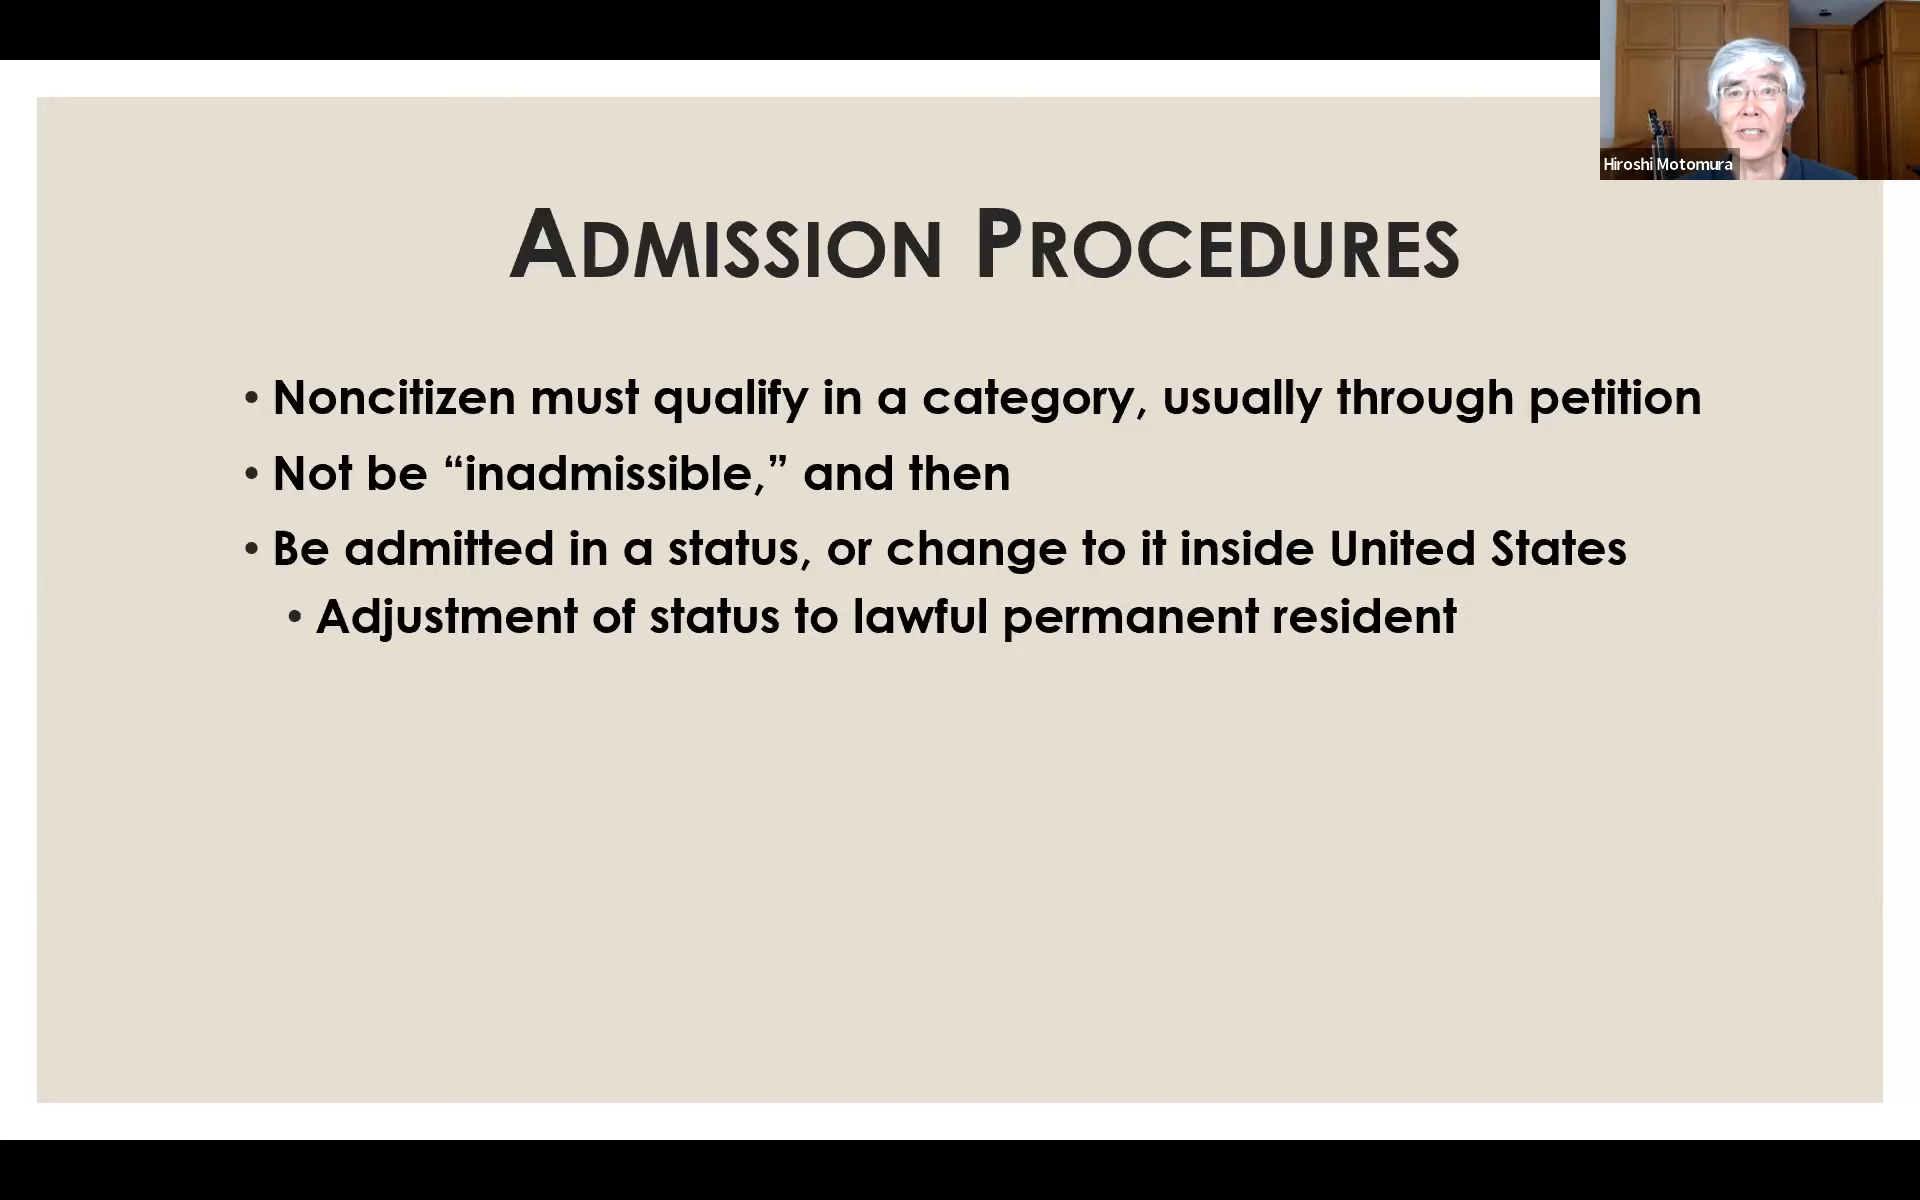 Hiroshi Motomura
ADMISSION PROCEDURES
• Noncitizen must qualify in a category, usually through petition
• Not be “inadmissible,” and then
• Be admitted in a status, or change to it inside United States
• Adjustment of status to lawful permanent resident